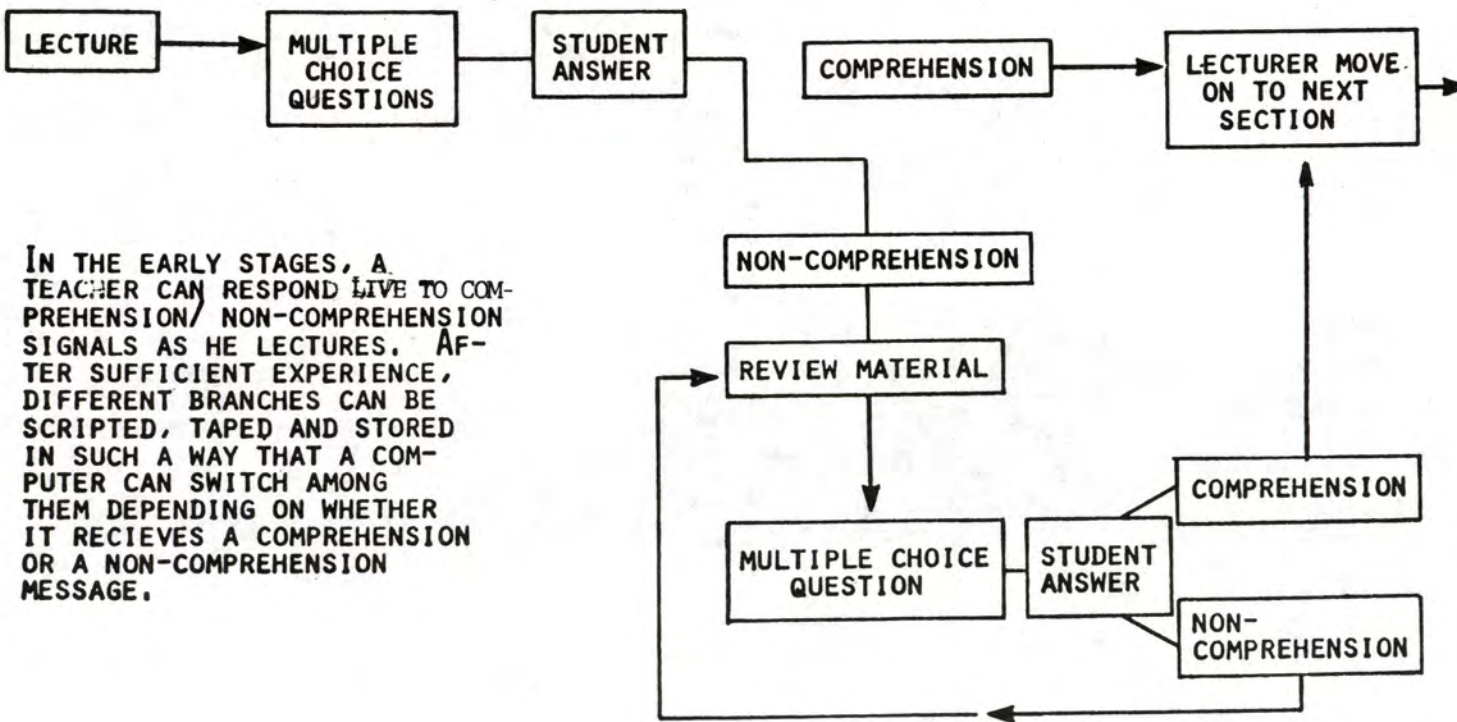 LECTURE
MULTIPLE
CHOICE
QUESTIONS
STUDENT
ANSWER
COMPREHENSION
LECTURER MOVE
ON TO NEXT
SECTION
NON-COMPREHENSION
REVIEW MATERIAL
IN THE EARLY STAGES, A
TEACHER CAN RESPOND LIVE TO COM-
PREHENSION/ NON-COMPREHENSION
SIGNALS AS HE LECTURES. AF-
TER SUFFICIENT EXPERIENCE,
DIFFERENT BRANCHES CAN BE
SCRIPTED, TAPED AND STORED
IN SUCH A WAY THAT A COM-
PUTER CAN SWITCH AMONG
THEM DEPENDING ON WHETHER
IT RECIEVES A COMPREHENSION
OR A NON-COMPREHENSION
MESSAGE.
MULTIPLE CHOICE
QUESTION
STUDENT
ANSWER
COMPREHENSION
NON-
COMPREHENSION